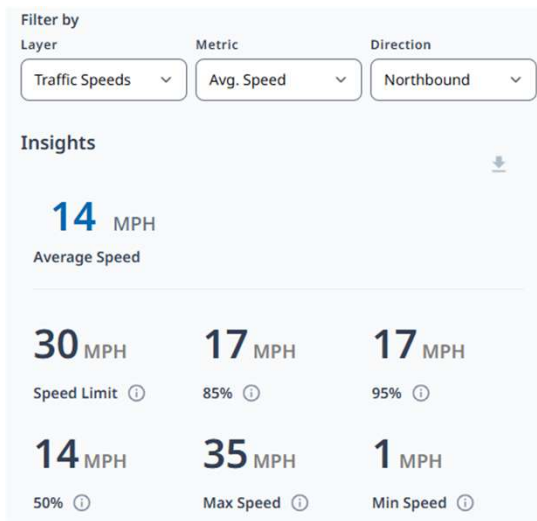 Filter by
Layer Metric Direction
Traffic Speeds Avg. Speed Northbound
Insights
14 MPH
Average Speed
30 MPH 17 MPH 17 MPH
Speed Limit 85% 95%
14 MPH 35 MPH 1 MPH
50% Max Speed Min Speed